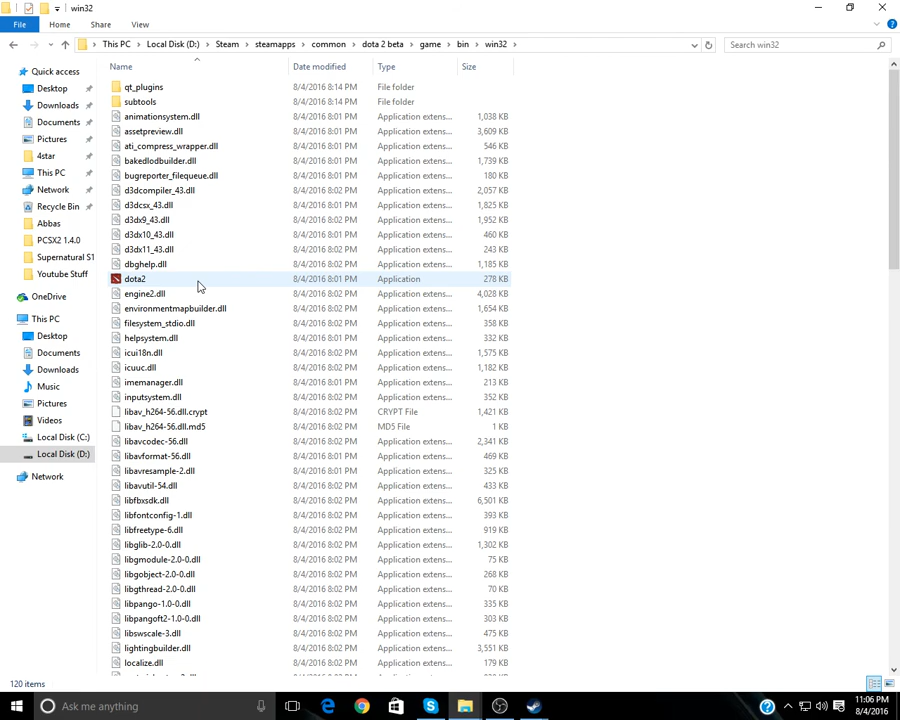 win32
File Home Share View
This PC Local Disk (D:) Steam steamapps common dota 2 beta game bin win32
Search win32
Name Date modified Type Size
Quick access
Desktop
Downloads
Documents
Pictures
4star
This PC
Network
Recycle Bin
Abbas
PCSX2 1.4.0
Supernatural S1
Youtube Stuff
OneDrive
This PC
Desktop
Documents
Downloads
Music
Pictures
Videos
Local Disk (C:)
Local Disk (D:)
Network
qt_plugins 8/4/2016 8:14 PM File folder
subtools 8/4/2016 8:14 PM File folder
animationsystem.dll 8/4/2016 8:01 PM Application extens... 1,038 KB
assetpreview.dll 8/4/2016 8:01 PM Application extens... 3,609 KB
ati_compress_wrapper.dll 8/4/2016 8:01 PM Application extens... 546 KB
bakedlodbuilder.dll 8/4/2016 8:01 PM Application extens... 1,739 KB
bugreporter_filequeue.dll 8/4/2016 8:01 PM Application extens... 180 KB
d3dcompiler_43.dll 8/4/2016 8:02 PM Application extens... 2,057 KB
d3dcsx_43.dll 8/4/2016 8:01 PM Application extens... 1,825 KB
d3dx9_43.dll 8/4/2016 8:02 PM Application extens... 1,952 KB
d3dx10_43.dll 8/4/2016 8:01 PM Application extens... 460 KB
d3dx11_43.dll 8/4/2016 8:01 PM Application extens... 243 KB
dbghelp.dll 8/4/2016 8:02 PM Application extens... 1,185 KB
dota2 8/4/2016 8:01 PM Application 278 KB
engine2.dll 8/4/2016 8:02 PM Application extens... 4,028 KB
environmentmapbuilder.dll 8/4/2016 8:02 PM Application extens... 1,654 KB
filesystem_stdio.dll 8/4/2016 8:01 PM Application extens... 358 KB
helpsystem.dll 8/4/2016 8:02 PM Application extens... 332 KB
icui18n.dll 8/4/2016 8:02 PM Application extens... 1,575 KB
icuuc.dll 8/4/2016 8:02 PM Application extens... 1,182 KB
imemanager.dll 8/4/2016 8:01 PM Application extens... 213 KB
inputsystem.dll 8/4/2016 8:02 PM Application extens... 352 KB
libav_h264-56.dll.crypt 8/4/2016 8:02 PM CRYPT File 1,421 KB
libav_h264-56.dll.md5 8/4/2016 8:02 PM MD5 File 1 KB
libavcodec-56.dll 8/4/2016 8:02 PM Application extens... 2,341 KB
libavformat-56.dll 8/4/2016 8:02 PM Application extens... 469 KB
libavresample-2.dll 8/4/2016 8:02 PM Application extens... 325 KB
libavutil-54.dll 8/4/2016 8:02 PM Application extens... 433 KB
libfbxsdk.dll 8/4/2016 8:02 PM Application extens... 6,501 KB
libfontconfig-1.dll 8/4/2016 8:02 PM Application extens... 393 KB
libfreetype-6.dll 8/4/2016 8:02 PM Application extens... 919 KB
libglib-2.0-0.dll 8/4/2016 8:02 PM Application extens... 1,302 KB
libgmodule-2.0-0.dll 8/4/2016 8:02 PM Application extens... 75 KB
libgobject-2.0-0.dll 8/4/2016 8:02 PM Application extens... 268 KB
libgthread-2.0-0.dll 8/4/2016 8:02 PM Application extens... 70 KB
libpango-1.0-0.dll 8/4/2016 8:02 PM Application extens... 335 KB
libpangoft2-1.0-0.dll 8/4/2016 8:02 PM Application extens... 303 KB
libswscale-3.dll 8/4/2016 8:02 PM Application extens... 475 KB
lightingbuilder.dll 8/4/2016 8:02 PM Application extens... 3,551 KB
localize.dll 8/4/2016 8:02 PM Application extens... 179 KB
120 items
Ask me anything
11:06 PM
8/4/2016